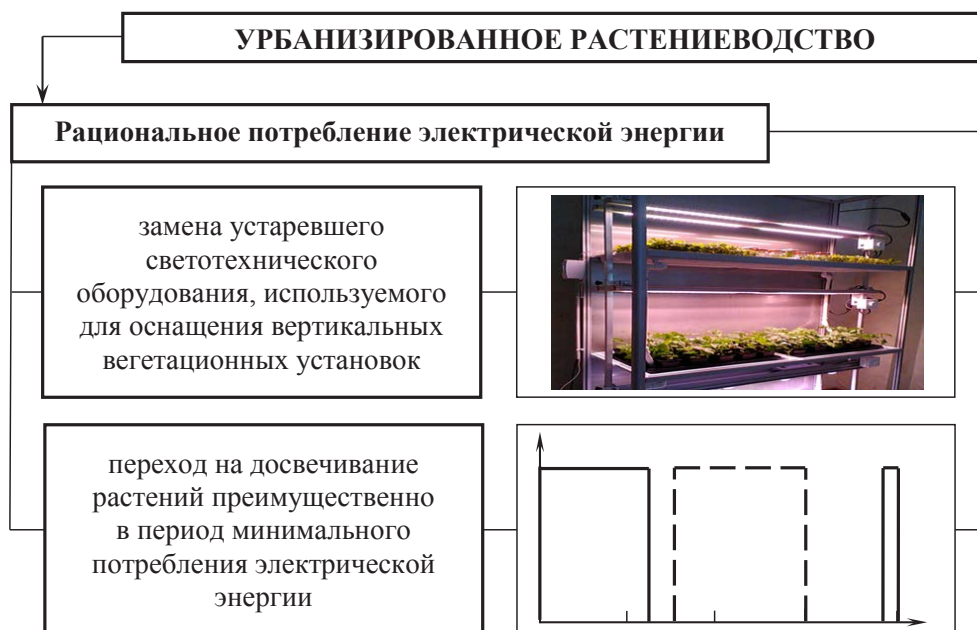 УРБАНИЗИРОВАННОЕ РАСТЕНИЕВОДСТВО
Рациональное потребление электрической энергии
замена устаревшего
светотехнического
оборудования, используемого
для оснащения вертикальных
вегетационных установок
переход на досвечивание
растений преимущественно
в период минимального
потребления электрической
энергии